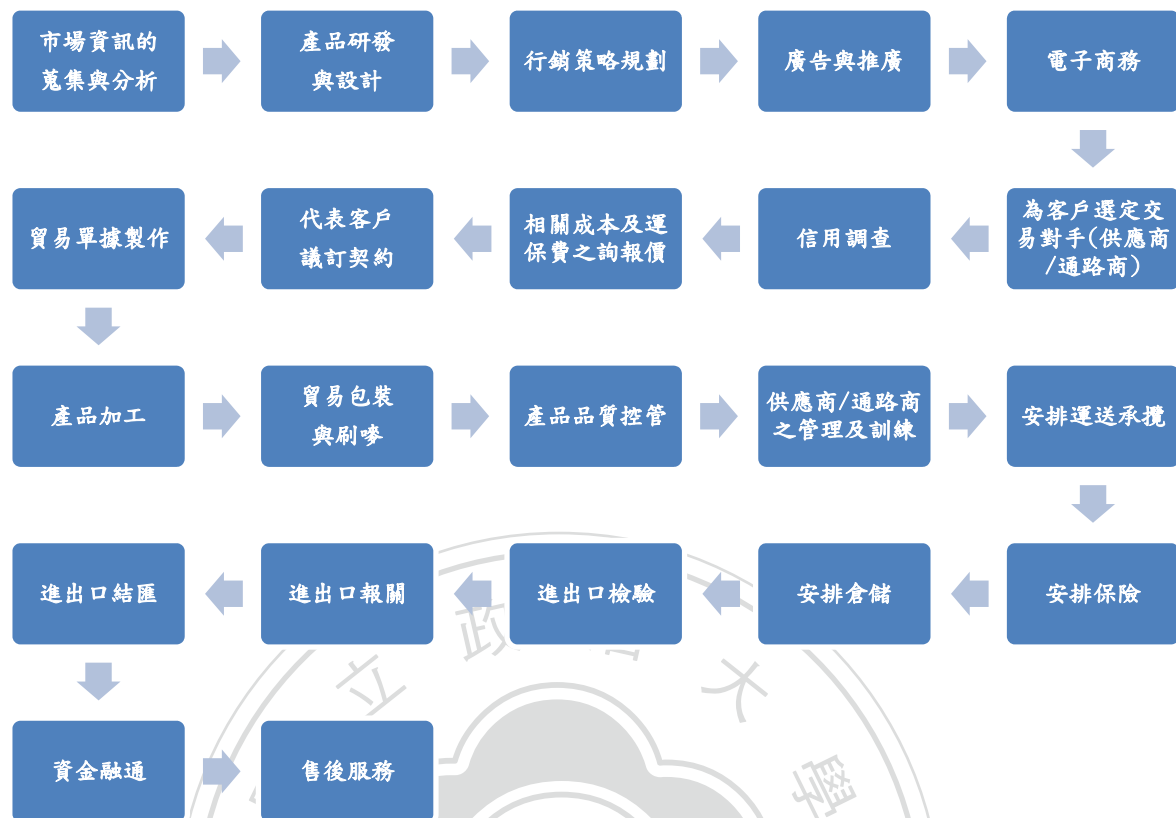 市場資訊的
蒐集與分析
產品研發
與設計
行銷策略規劃
廣告與推廣
電子商務
為客戶選定交
易對手(供應商
/通路商)
信用調查
相關成本及運
保費之詢報價
代表客戶
議訂契約
貿易單據製作
產品加工
貿易包裝
與刷嘜
產品品質控管
供應商/通路商
之管理及訓練
安排運送承攬
安排保險
安排倉儲
進出口檢驗
進出口報關
進出口結匯
資金融通
售後服務
立政大學